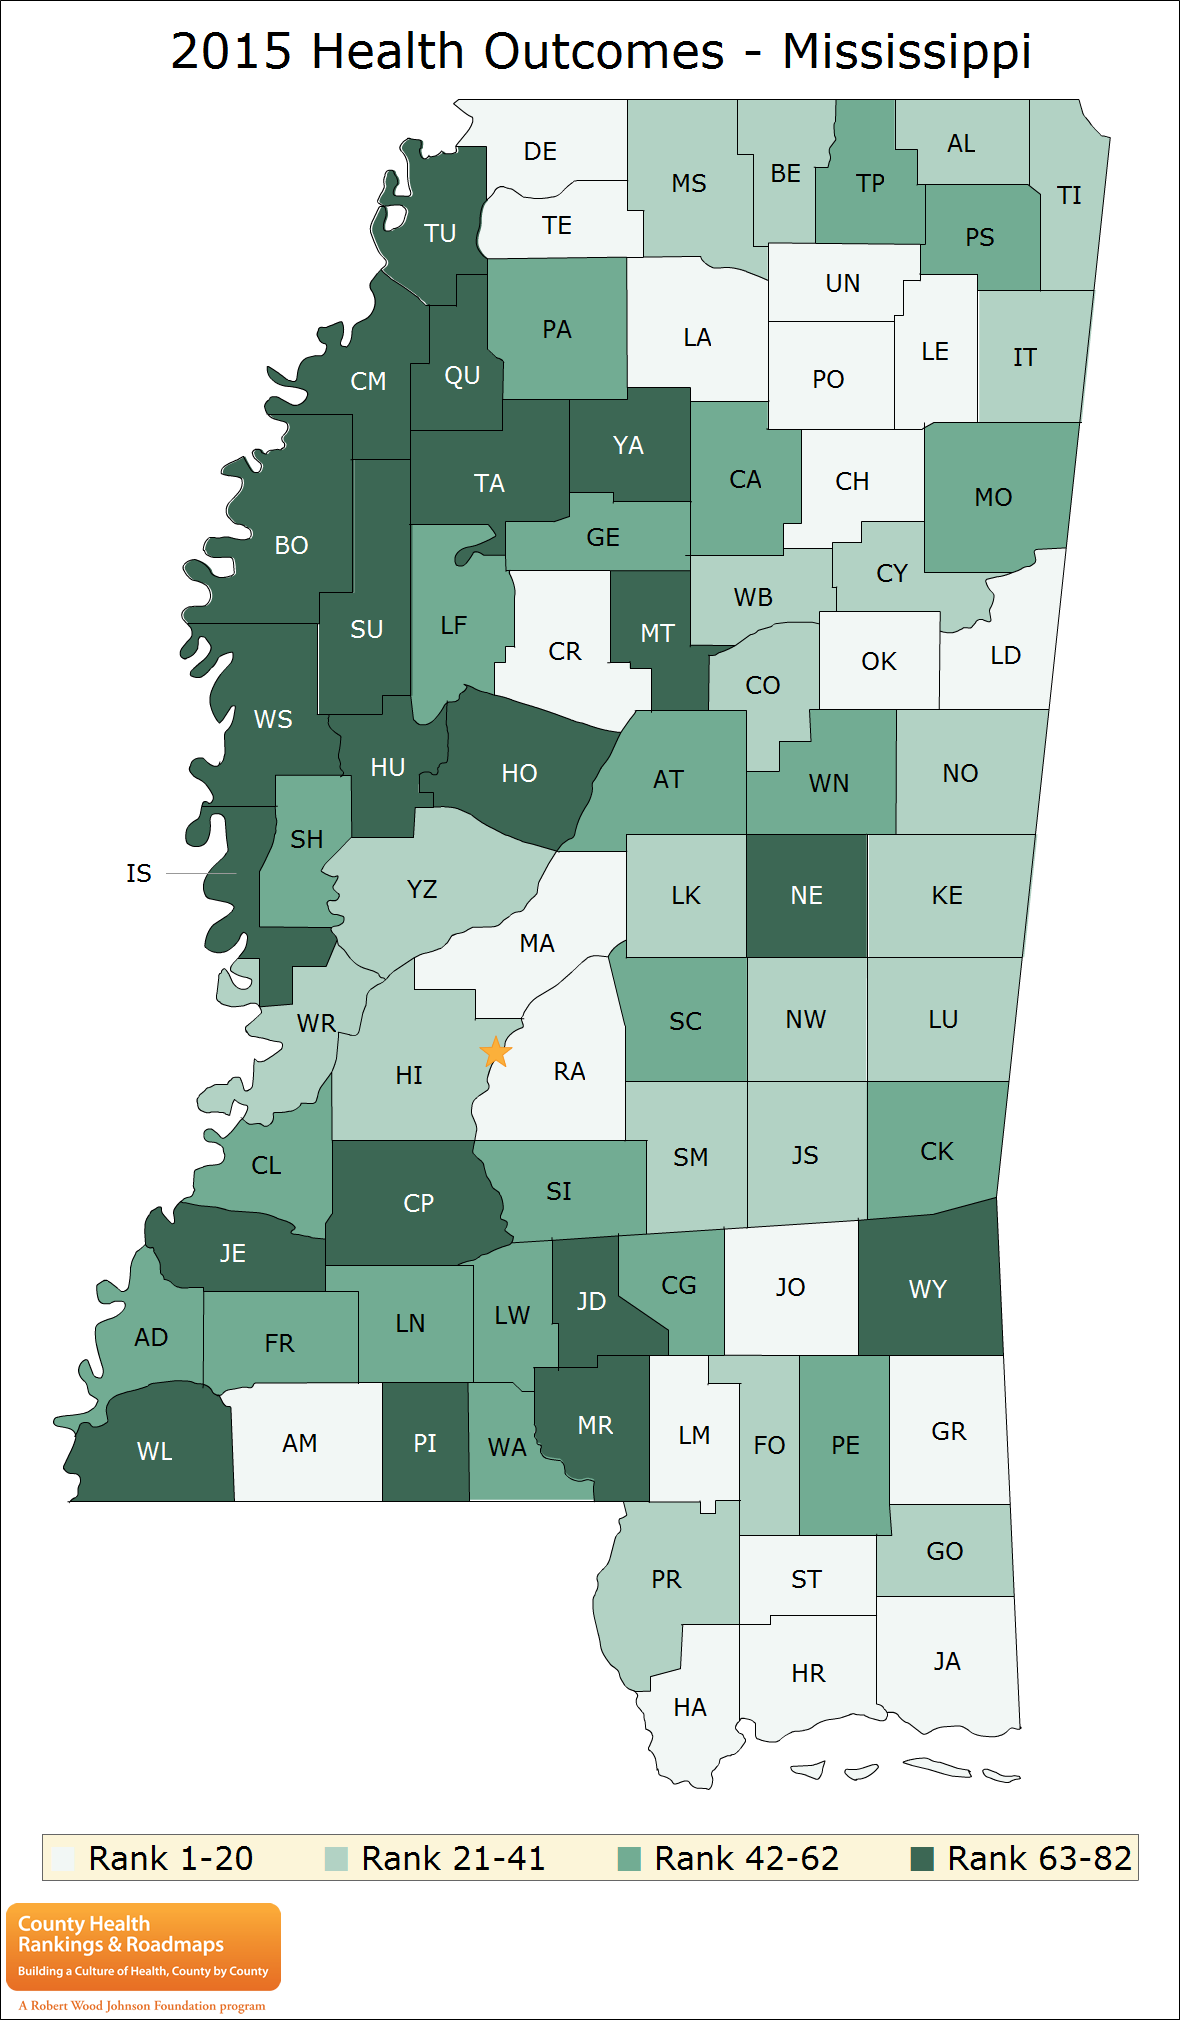 2015 Health Outcomes - Mississippi
DE
MS
BE
TP
AL
TI
TU
TE
PS
UN
PA
LA
LE
IT
CM
QU
PO
YA
TA
CA
CH
MO
BO
GE
CY
WB
SU
LF
MT
CR
OK
LD
CO
WS
HU
HO
AT
WN
NO
SH
IS
YZ
LK
NE
KE
MA
WR
SC
NW
LU
HI
RA
SM
JS
CK
CL
CP
SI
JE
JD
CG
JO
WY
AD
FR
LN
LW
WL
AM
PI
WA
MR
LM
FO
PE
GR
PR
ST
GO
HR
JA
HA
Rank 1-20 Rank 21-41 Rank 42-62 Rank 63-82
County Health
Rankings & Roadmaps
Building a Culture of Health, County by County
A Robert Wood Johnson Foundation program